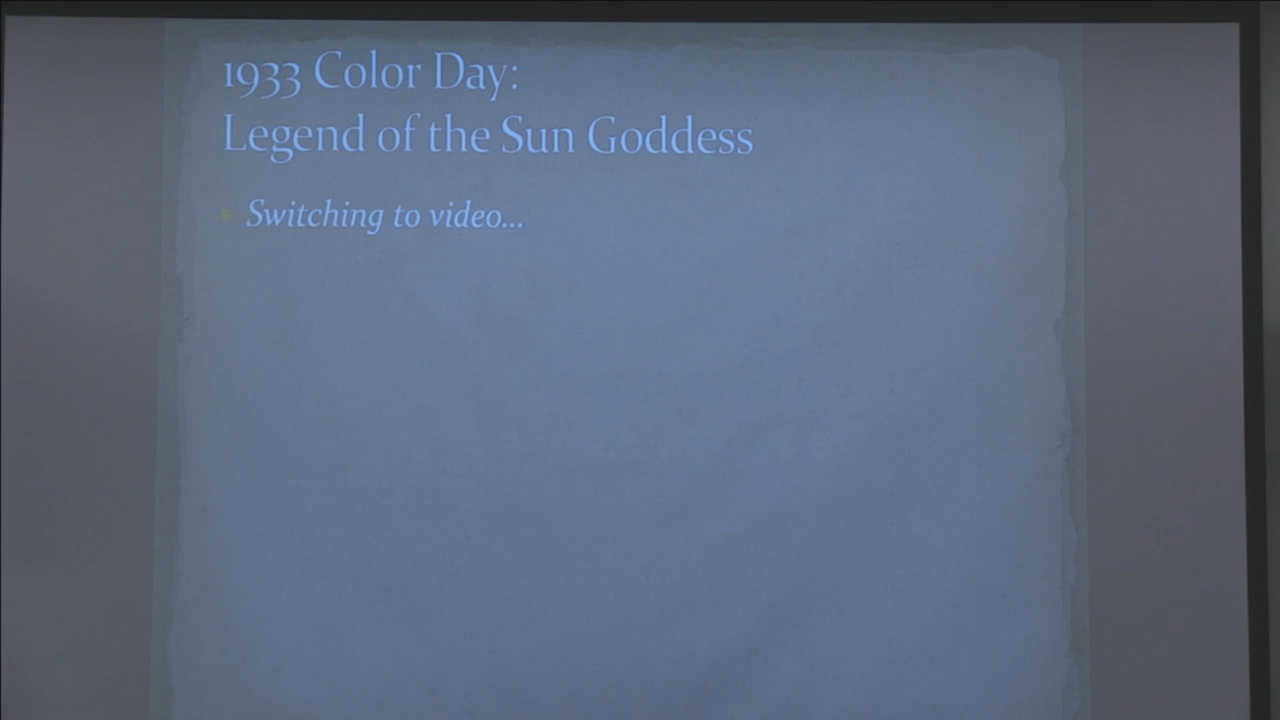 1933 Color Day:
Legend of the Sun Goddess
• Switching to video...